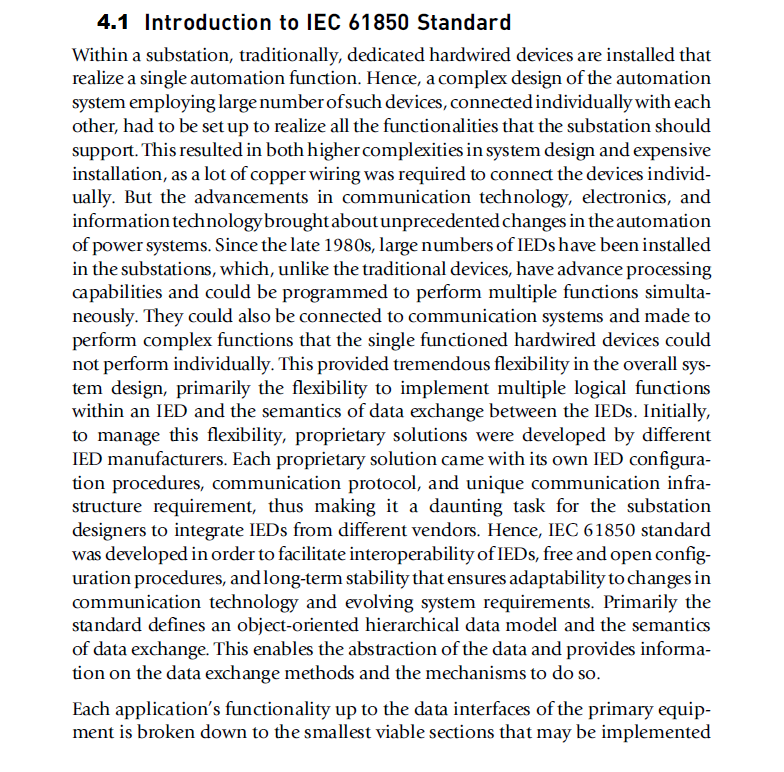 4.1 Introduction to IEC 61850 Standard
Within a substation, traditionally, dedicated hardwired devices are installed that
realize a single automation function. Hence, a complex design of the automation
system employing large number of such devices, connected individually with each
other, had to be set up to realize all the functionalities that the substation should
support. This resulted in both higher complexities in system design and expensive
installation, as a lot of copper wiring was required to connect the devices individ-
ually. But the advancements in communication technology, electronics, and
information technology brought about unprecedented changes in the automation
of power systems. Since the late 1980s, large numbers of IEDs have been installed
in the substations, which, unlike the traditional devices, have advance processing
capabilities and could be programmed to perform multiple functions simulta-
neously. They could also be connected to communication systems and made to
perform complex functions that the single functioned hardwired devices could
not perform individually. This provided tremendous flexibility in the overall sys-
tem design, primarily the flexibility to implement multiple logical functions
within an IED and the semantics of data exchange between the IEDs. Initially,
to manage this flexibility, proprietary solutions were developed by different
IED manufacturers. Each proprietary solution came with its own IED configura-
tion procedures, communication protocol, and unique communication infra-
structure requirement, thus making it a daunting task for the substation
designers to integrate IEDs from different vendors. Hence, IEC 61850 standard
was developed in order to facilitate interoperability of IEDs, free and open config-
uration procedures, and long-term stability that ensures adaptability to changes in
communication technology and evolving system requirements. Primarily the
standard defines an object-oriented hierarchical data model and the semantics
of data exchange. This enables the abstraction of the data and provides informa-
tion on the data exchange methods and the mechanisms to do so.
Each application's functionality up to the data interfaces of the primary equip-
ment is broken down to the smallest viable sections that may be implemented